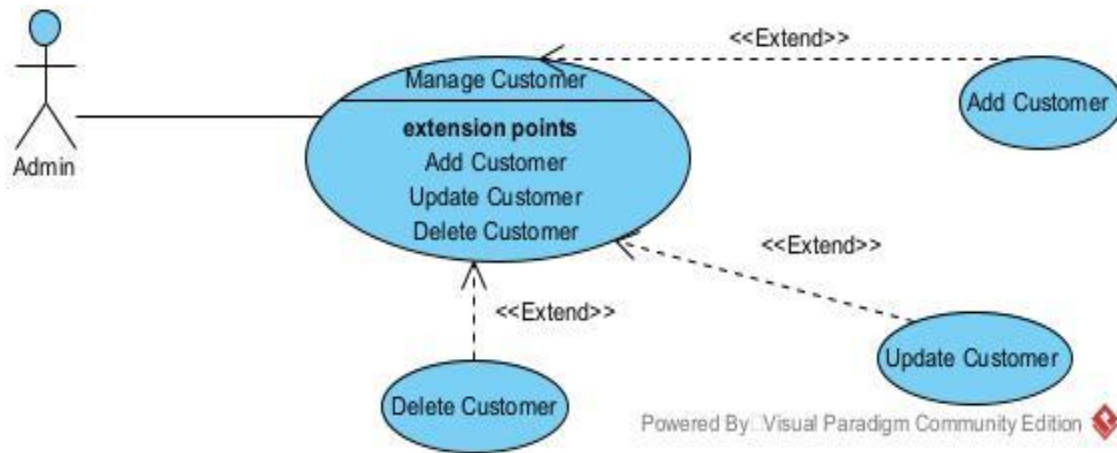 <<Extend>>
Manage Customer
Add Customer
extension points
Add Customer
Update Customer
Delete Customer
Admin
<<Extend>>
<<Extend>>
Update Customer
Delete Customer
Powered By Visual Paradigm Community Edition